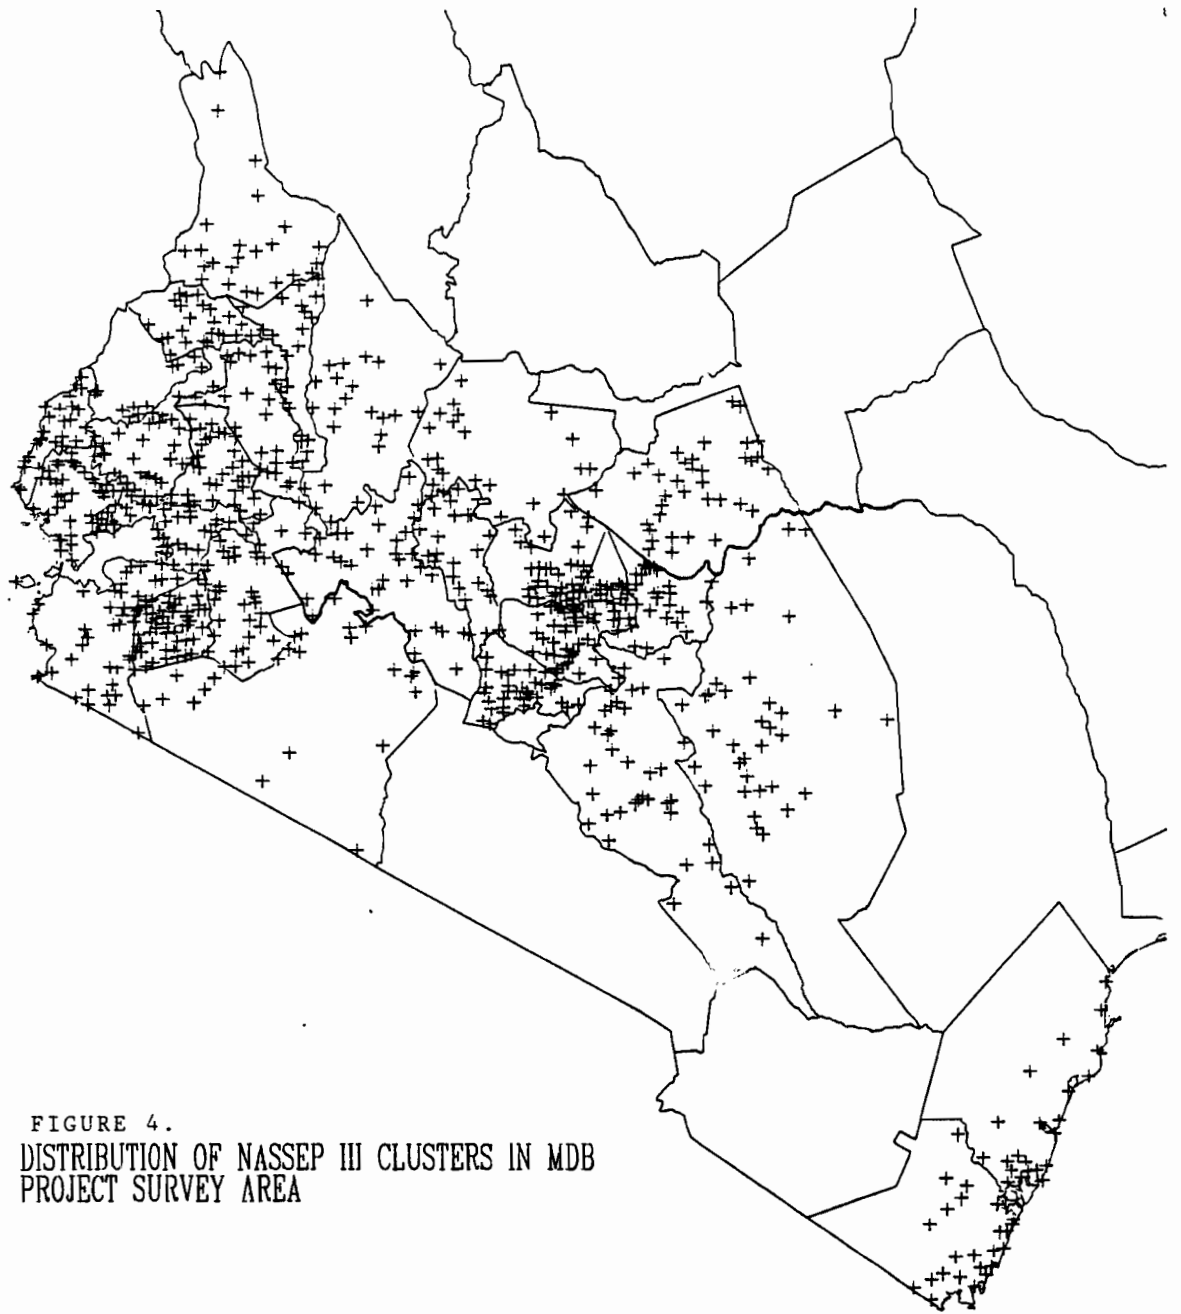 FIGURE 4.
DISTRIBUTION OF NASSEP III CLUSTERS IN MDB
PROJECT SURVEY AREA